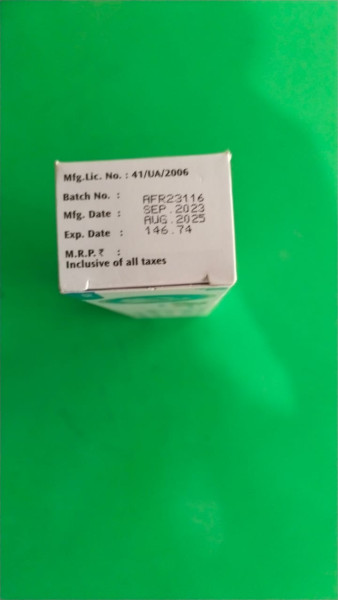 Mfg.Lic. No. : 41/UA/2006
Batch No. : AFR23116
Mfg. Date : SEP.2023
Exp. Date : AUG.2025
M.R.P.₹ : 146.74
Inclusive of all taxes